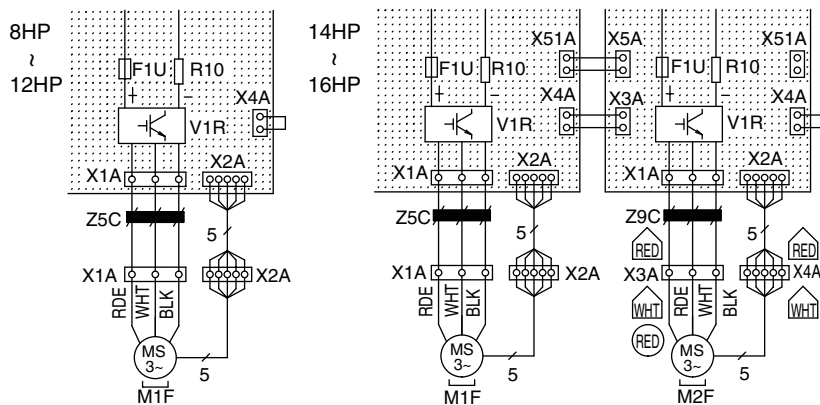 8HP
~
12HP
F1U
R10
+
−
X4A
V1R
X1A
X2A
Z5C
5
X1A
X2A
RDE
WHT
BLK
MS
3~
5
M1F
14HP
~
16HP
X51A
X5A
F1U
R10
+
−
X4A
X3A
V1R
X1A
X2A
Z5C
5
X1A
X2A
RDE
WHT
BLK
MS
3~
5
M1F
X51A
F1U
R10
+
−
X4A
V1R
X1A
X2A
Z9C
5
RED
RED
X3A
X4A
WHT
RDE
WHT
BLK
WHT
RED
MS
3~
5
M2F